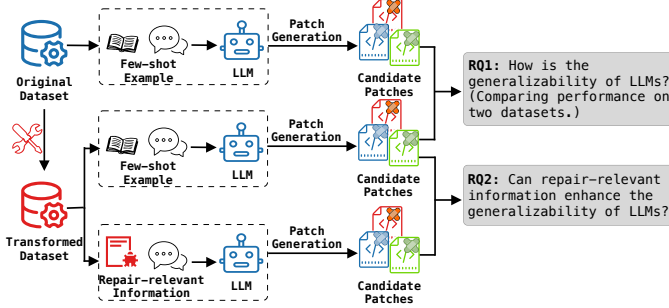 Original
Dataset
Few-shot
Example
LLM
Patch
Generation
Candidate
Patches
RQ1: How is the
generalizability of LLMs?
(Comparing performance on
two datasets.)
Few-shot
Example
LLM
Patch
Generation
Candidate
Patches
RQ2: Can repair-relevant
information enhance the
generalizability of LLMs?
Transformed
Dataset
Repair-relevant
Information
LLM
Patch
Generation
Candidate
Patches